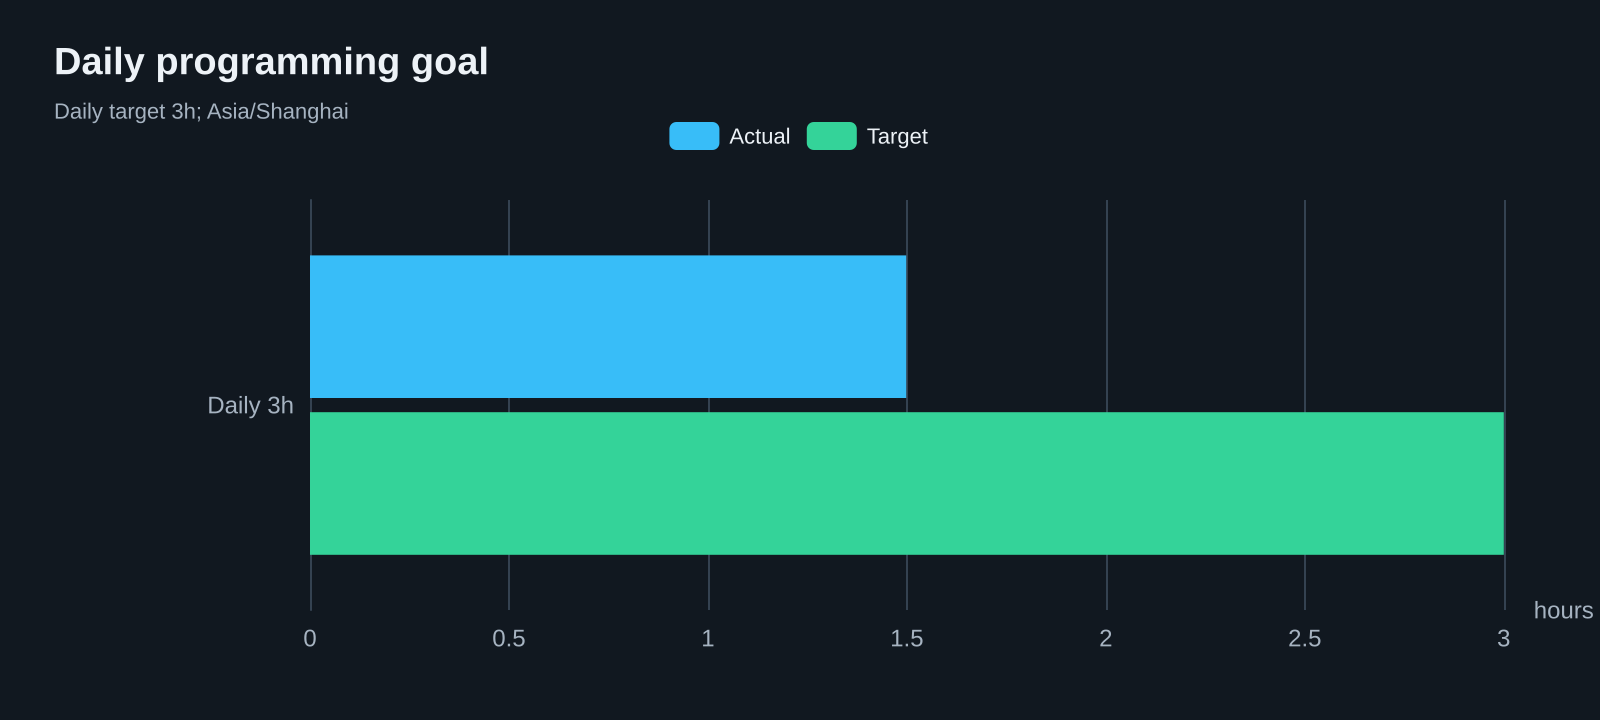 Daily programming goal
Daily target 3h; Asia/Shanghai
Actual Target
Daily 3h
hours
0 0.5 1 1.5 2 2.5 3